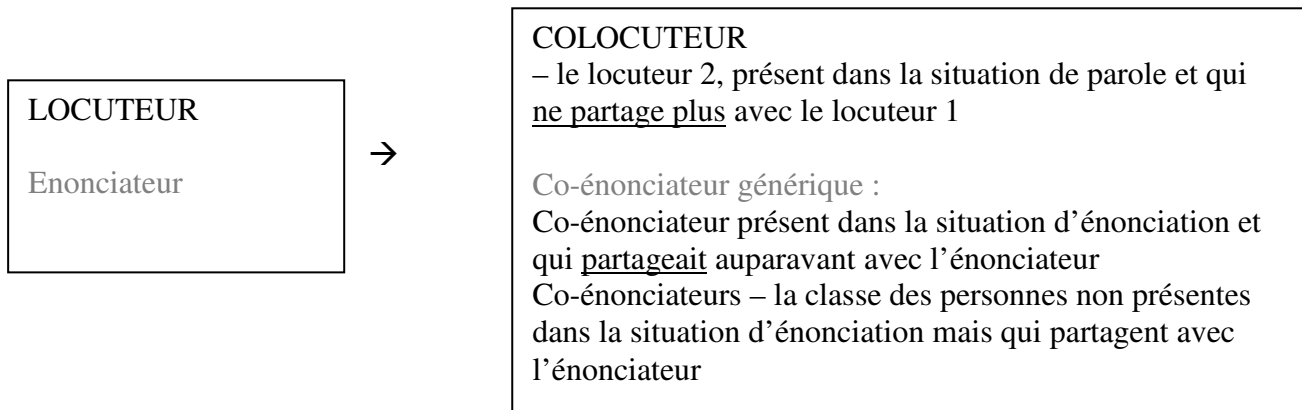 LOCUTEUR
Enonciateur
→
COLOCUTEUR
– le locuteur 2, présent dans la situation de parole et qui
ne partage plus avec le locuteur 1
Co-énonciateur générique :
Co-énonciateur présent dans la situation d’énonciation et
qui partageait auparavant avec l’énonciateur
Co-énonciateurs – la classe des personnes non présentes
dans la situation d’énonciation mais qui partagent avec
l’énonciateur